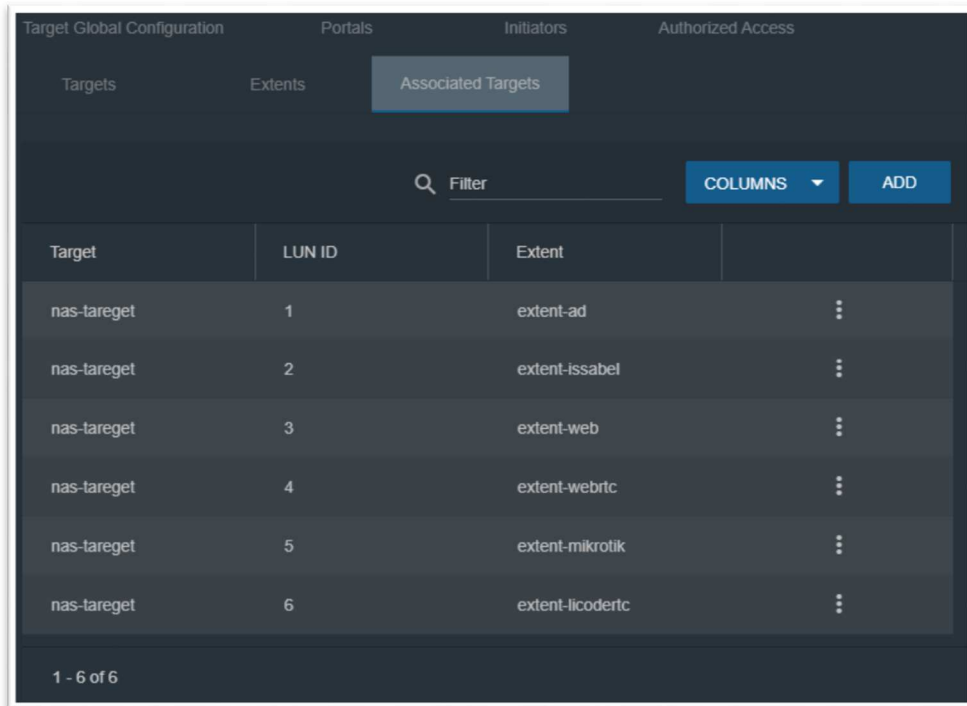 Target Global Configuration Portals Initiators Authorized Access
Targets Extents Associated Targets
Filter COLUMNS ADD
Target LUN ID Extent
nas-tareget 1 extent-ad
nas-tareget 2 extent-issabel
nas-tareget 3 extent-web
nas-tareget 4 extent-webrtc
nas-tareget 5 extent-mikrotik
nas-tareget 6 extent-licodertc
1 - 6 of 6